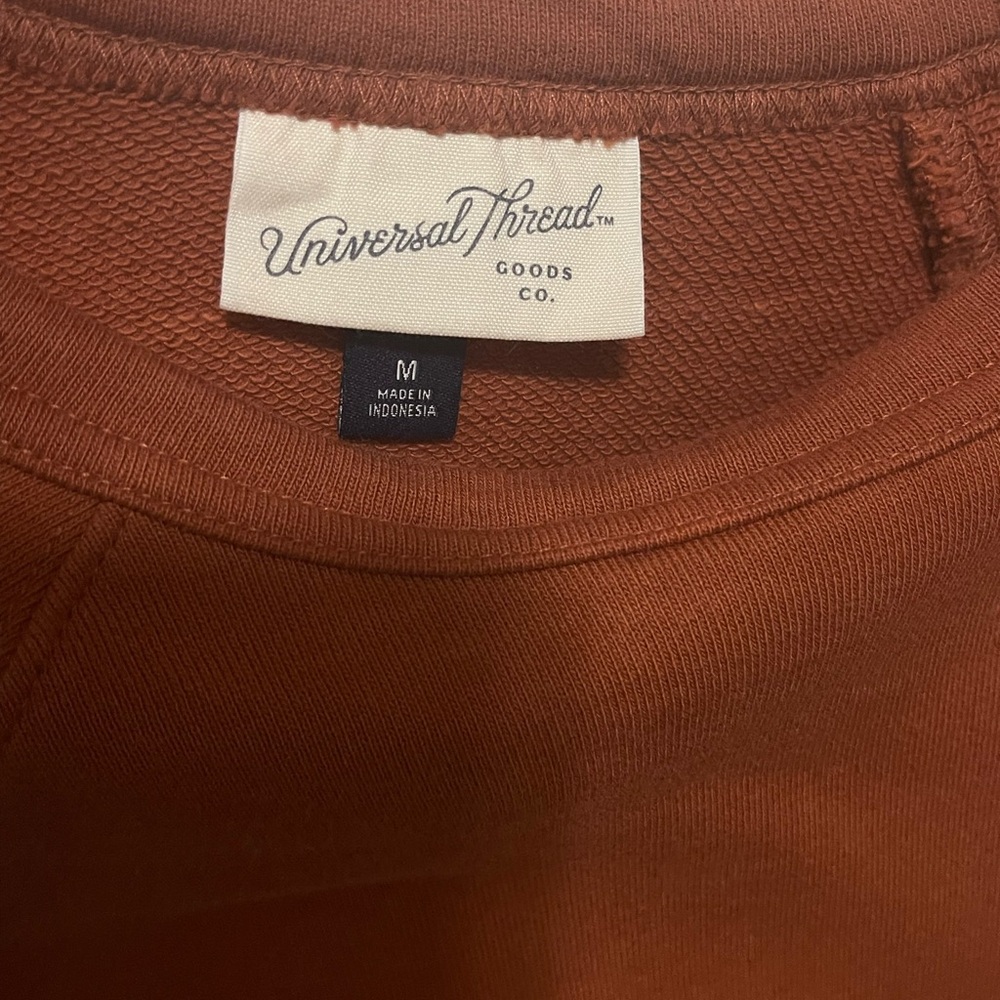 Universal Thread™
GOODS
CO.
M
MADE IN
INDONESIA